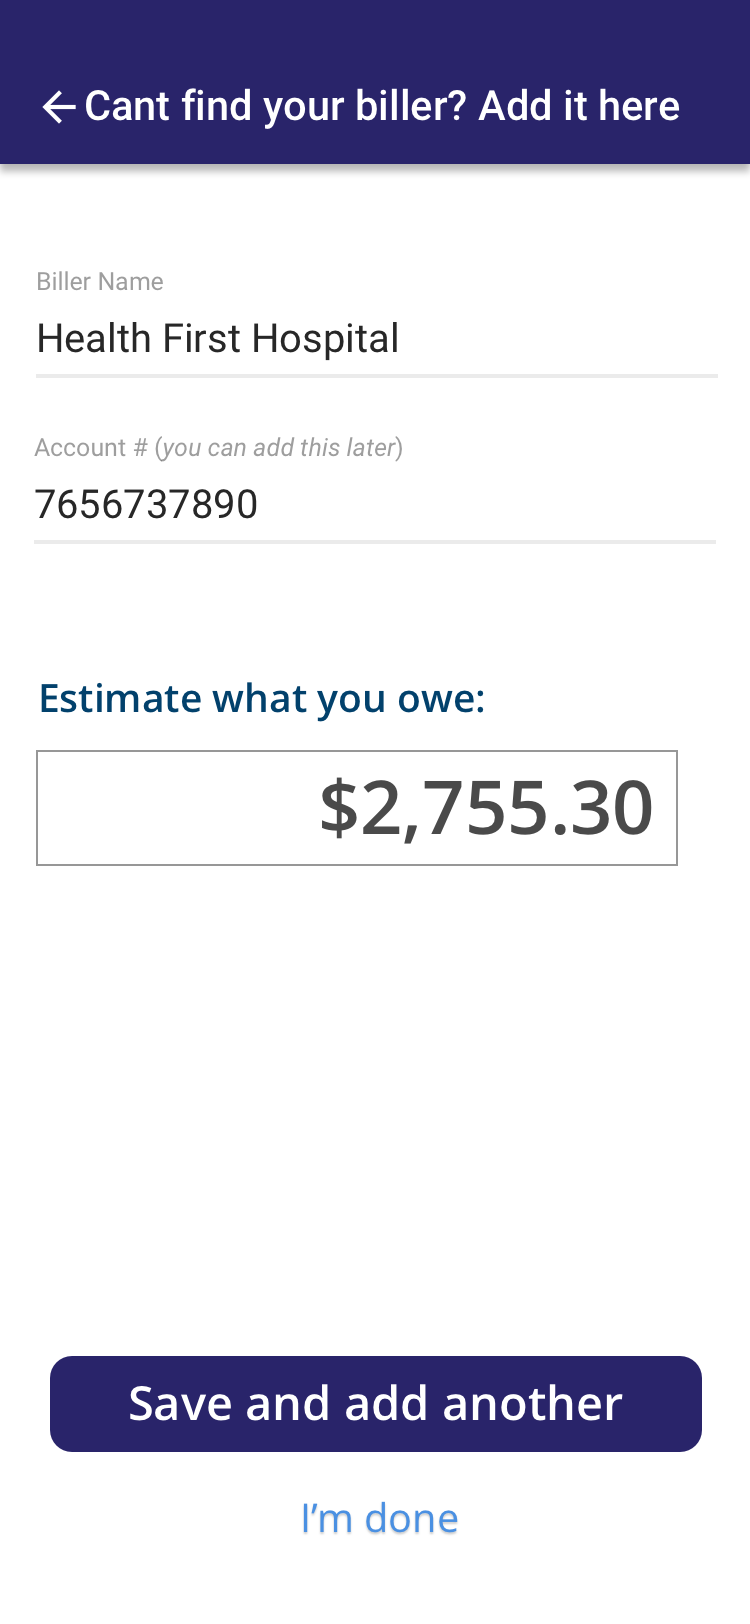 Cant find your biller? Add it here
Biller Name
Health First Hospital
Account # (you can add this later)
7656737890
Estimate what you owe:
$2,755.30
Save and add another
I’m done